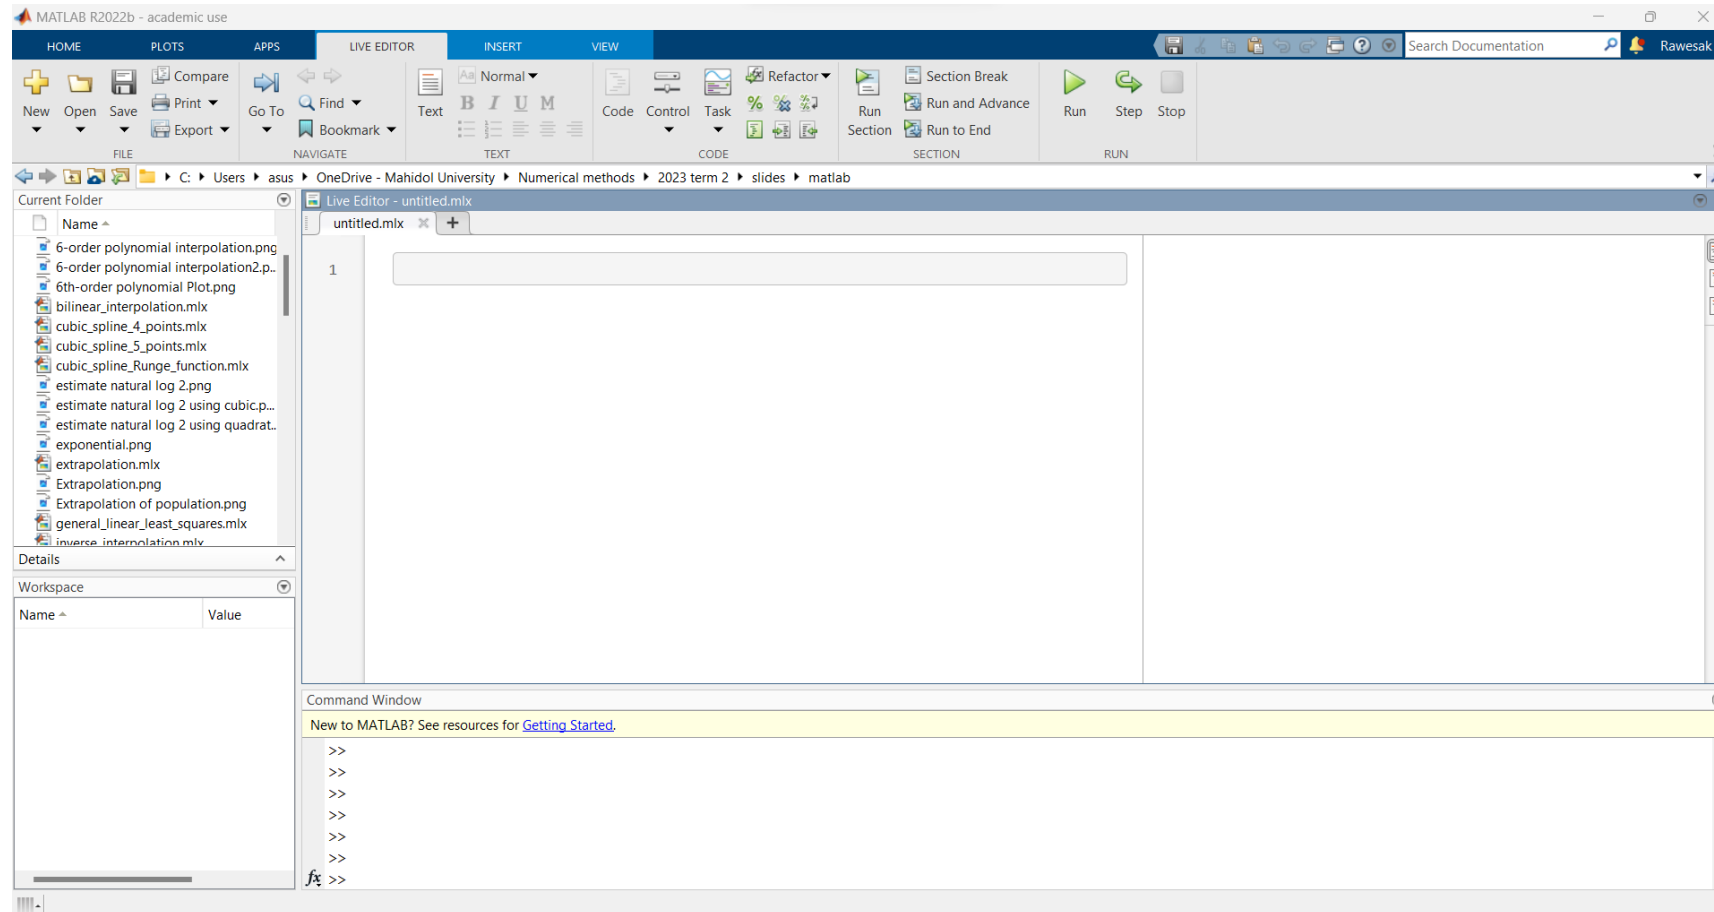 MATLAB R2022b - academic use
HOME PLOTS APPS LIVE EDITOR INSERT VIEW
Search Documentation
Rawesak
New Open Save
Compare
Print
Export
FILE
Go To
Find
Bookmark
NAVIGATE
Text
Aa Normal
B I U M
TEXT
Code Control Task
Refactor
CODE
Run Section
Section Break
Run and Advance
Run to End
SECTION
Run Step Stop
RUN
C: Users asus OneDrive - Mahidol University Numerical methods 2023 term 2 slides matlab
Current Folder
Name
6-order polynomial interpolation.png
6-order polynomial interpolation2.p...
6th-order polynomial Plot.png
bilinear_interpolation.mlx
cubic_spline_4_points.mlx
cubic_spline_5_points.mlx
cubic_spline_Runge_function.mlx
estimate natural log 2.png
estimate natural log 2 using cubic.p...
estimate natural log 2 using quadrat...
exponential.png
extrapolation.mlx
Extrapolation.png
Extrapolation of population.png
general_linear_least_squares.mlx
inverse_interpolation.mlx
Details
Workspace
Name Value
Live Editor - untitled.mlx
untitled.mlx
1
Command Window
New to MATLAB? See resources for Getting Started.
>>
>>
>>
>>
>>
>>
fx >>